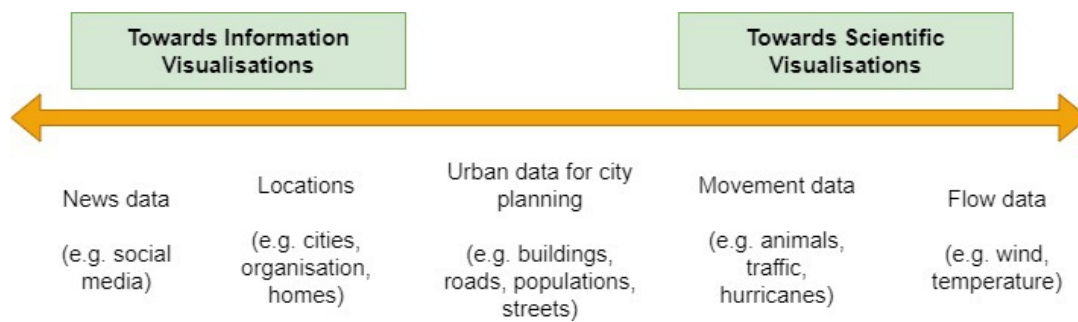 Towards Information
Visualisations
Towards Scientific
Visualisations
News data
(e.g. social
media)
Locations
(e.g. cities,
organisation,
homes)
Urban data for city
planning
(e.g. buildings,
roads, populations,
streets)
Movement data
(e.g. animals,
traffic,
hurricanes)
Flow data
(e.g. wind,
temperature)